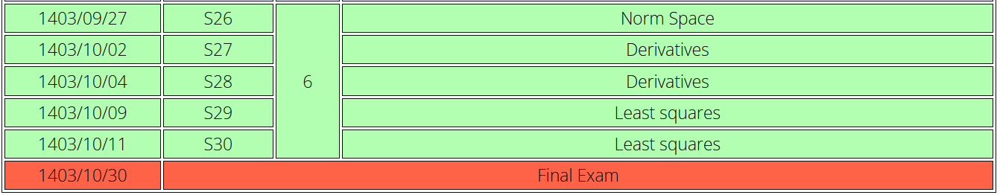 1403/09/27 S26 Norm Space
1403/10/02 S27 Derivatives
1403/10/04 S28 6 Derivatives
1403/10/09 S29 Least squares
1403/10/11 S30 Least squares
1403/10/30 Final Exam